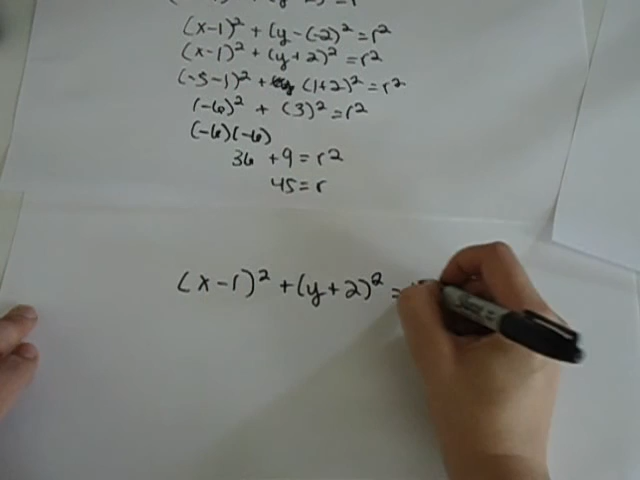 (x-1)² + (y-(-2)² = r²
(x-1)² + (y+2)² = r²
(-5-1)² + (1+2)² = r²
(-6)² + (3)² = r²
(-6)(-6)
36 + 9 = r2
45 = r
(x-1)² + (y+2)² =